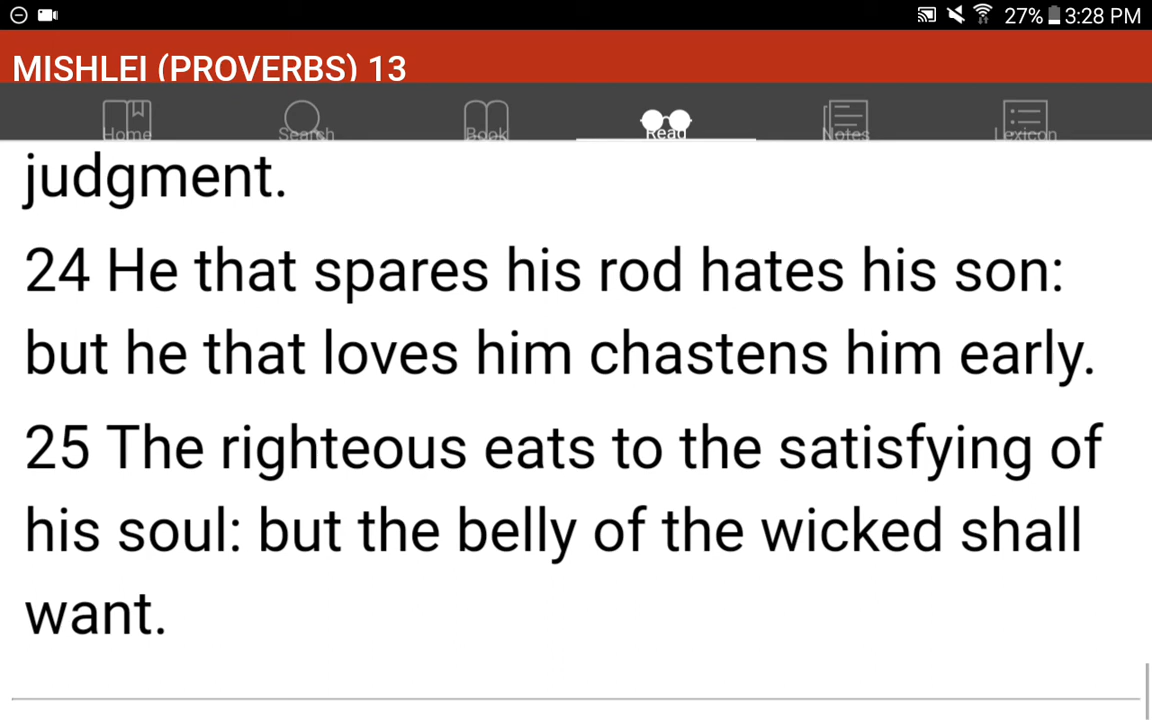 27% 3:28 PM
MISHLEI (PROVERBS) 13
Home Search Book Read Notes Lexicon
judgment.
24 He that spares his rod hates his son:
but he that loves him chastens him early.
25 The righteous eats to the satisfying of
his soul: but the belly of the wicked shall
want.